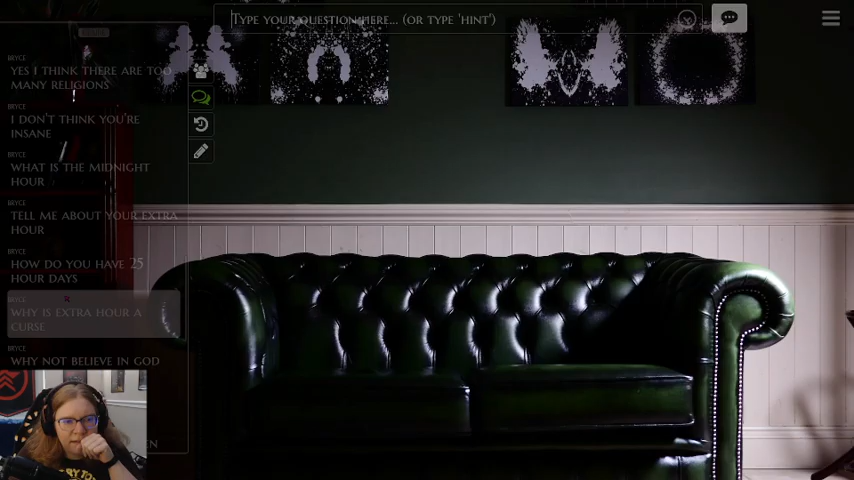 Type your question here... (or type 'hint')
BRYCE
YES I THINK THERE ARE TOO
MANY RELIGIONS
BRYCE
I DON'T THINK YOU'RE
INSANE
BRYCE
WHAT IS THE MIDNIGHT
HOUR
BRYCE
TELL ME ABOUT YOUR EXTRA
HOUR
BRYCE
HOW DO YOU HAVE 25
HOUR DAYS
BRYCE
WHY IS EXTRA HOUR A
CURSE
BRYCE
WHY NOT BELIEVE IN GOD